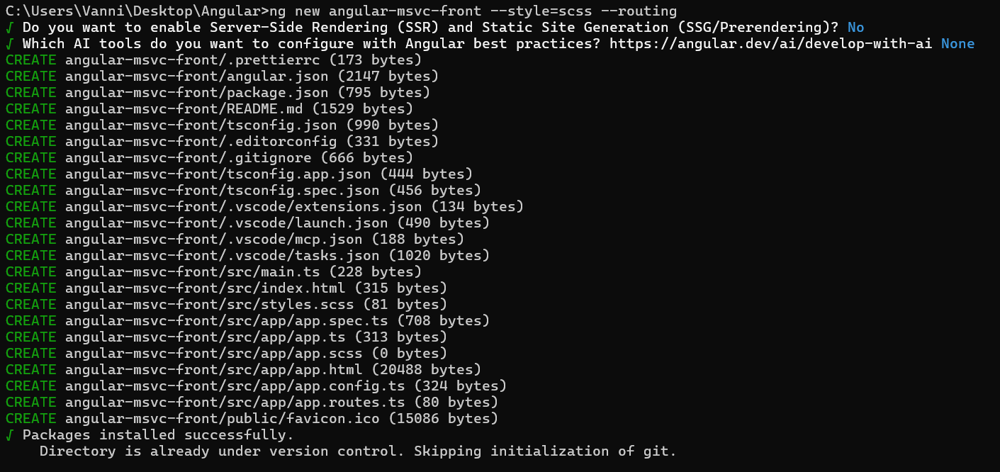 C:\Users\Vanni\Desktop\Angular>ng new angular-msvc-front --style=scss --routing
√ Do you want to enable Server-Side Rendering (SSR) and Static Site Generation (SSG/Prerendering)? No
√ Which AI tools do you want to configure with Angular best practices? https://angular.dev/ai/develop-with-ai None
CREATE angular-msvc-front/.prettierrc (173 bytes)
CREATE angular-msvc-front/angular.json (2147 bytes)
CREATE angular-msvc-front/package.json (795 bytes)
CREATE angular-msvc-front/README.md (1529 bytes)
CREATE angular-msvc-front/tsconfig.json (990 bytes)
CREATE angular-msvc-front/.editorconfig (331 bytes)
CREATE angular-msvc-front/.gitignore (666 bytes)
CREATE angular-msvc-front/tsconfig.app.json (444 bytes)
CREATE angular-msvc-front/tsconfig.spec.json (456 bytes)
CREATE angular-msvc-front/.vscode/extensions.json (134 bytes)
CREATE angular-msvc-front/.vscode/launch.json (490 bytes)
CREATE angular-msvc-front/.vscode/mcp.json (188 bytes)
CREATE angular-msvc-front/.vscode/tasks.json (1020 bytes)
CREATE angular-msvc-front/src/main.ts (228 bytes)
CREATE angular-msvc-front/src/index.html (315 bytes)
CREATE angular-msvc-front/src/styles.scss (81 bytes)
CREATE angular-msvc-front/src/app/app.spec.ts (708 bytes)
CREATE angular-msvc-front/src/app/app.ts (313 bytes)
CREATE angular-msvc-front/src/app/app.scss (0 bytes)
CREATE angular-msvc-front/src/app/app.html (20488 bytes)
CREATE angular-msvc-front/src/app/app.config.ts (324 bytes)
CREATE angular-msvc-front/src/app/app.routes.ts (80 bytes)
CREATE angular-msvc-front/public/favicon.ico (15086 bytes)
√ Packages installed successfully.
    Directory is already under version control. Skipping initialization of git.